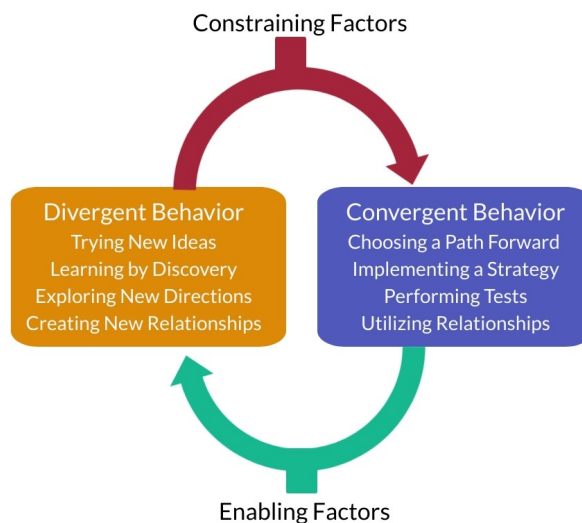 Constraining Factors
Divergent Behavior
Trying New Ideas
Learning by Discovery
Exploring New Directions
Creating New Relationships
Convergent Behavior
Choosing a Path Forward
Implementing a Strategy
Performing Tests
Utilizing Relationships
Enabling Factors